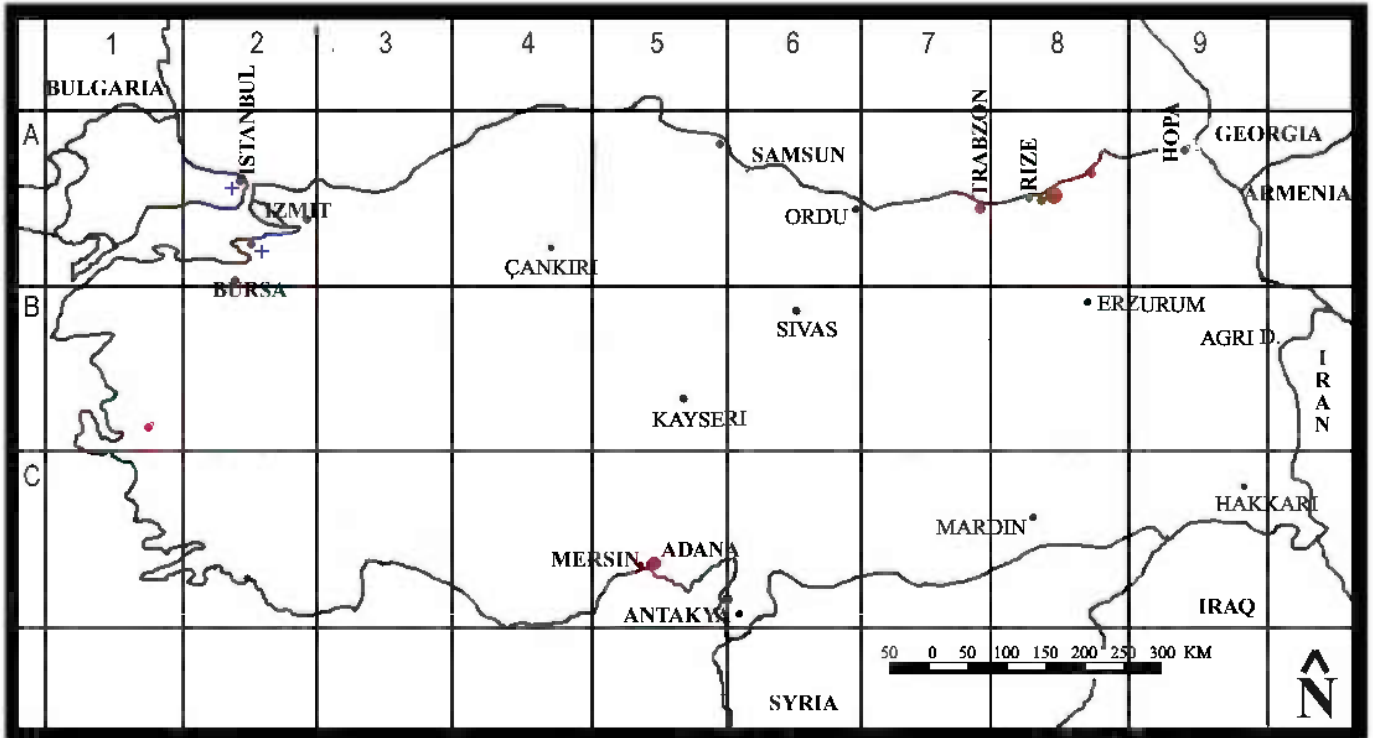 1 2 3 4 5 6 7 8 9
BULGARIA
ISTANBUL
TRABZON
RIZE
HOPA
A
GEORGIA
SAMSUN
ARMENIA
IZMIT
ORDU
ÇANKIRI
BURSA
B
ERZURUM
SIVAS
AGRI D.
IRAN
KAYSERI
C
HAKKARI
MARDIN
MERSIN
ADANA
ANTAKYA
IRAQ
50 0 50 100 150 200 250 300 KM
SYRIA
N